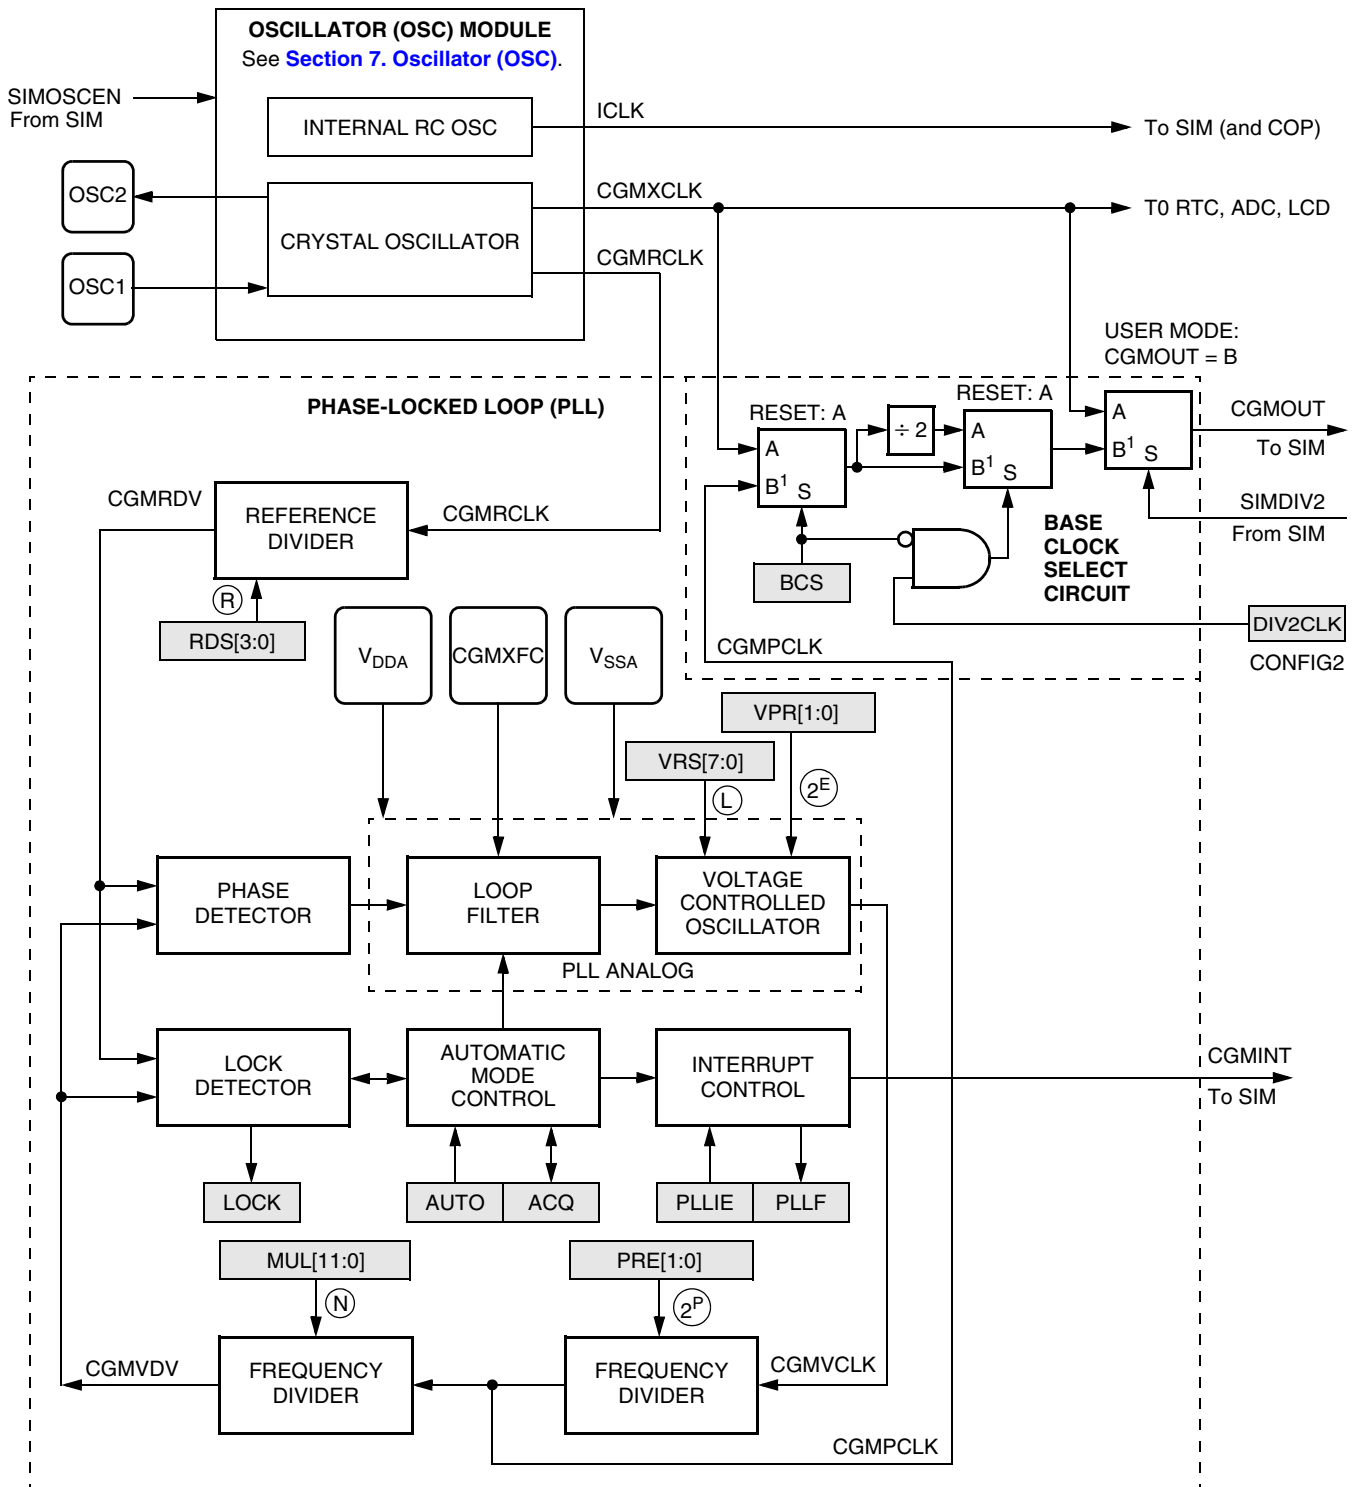 OSCILLATOR (OSC) MODULE
See Section 7. Oscillator (OSC).
SIMOSCEN
From SIM
INTERNAL RC OSC
ICLK
To SIM (and COP)
OSC2
CRYSTAL OSCILLATOR
CGMXCLK
T0 RTC, ADC, LCD
OSC1
CGMRCLK
USER MODE:
CGMOUT = B
PHASE-LOCKED LOOP (PLL)
RESET: A
RESET: A
÷ 2
A
B¹ S
A
B¹ S
A
B¹ S
CGMOUT
To SIM
SIMDIV2
From SIM
CGMRDV
REFERENCE
DIVIDER
CGMRCLK
BCS
BASE
CLOCK
SELECT
CIRCUIT
R
RDS[3:0]
DIV2CLK
CONFIG2
VDDA
CGMXFC
VSSA
CGMPCLK
VPR[1:0]
VRS[7:0]
L
2ᴱ
PHASE
DETECTOR
LOOP
FILTER
VOLTAGE
CONTROLLED
OSCILLATOR
PLL ANALOG
LOCK
DETECTOR
AUTOMATIC
MODE
CONTROL
INTERRUPT
CONTROL
CGMINT
To SIM
LOCK
AUTO
ACQ
PLLIE
PLLF
MUL[11:0]
PRE[1:0]
N
2ᴾ
CGMVDV
FREQUENCY
DIVIDER
FREQUENCY
DIVIDER
CGMVCLK
CGMPCLK